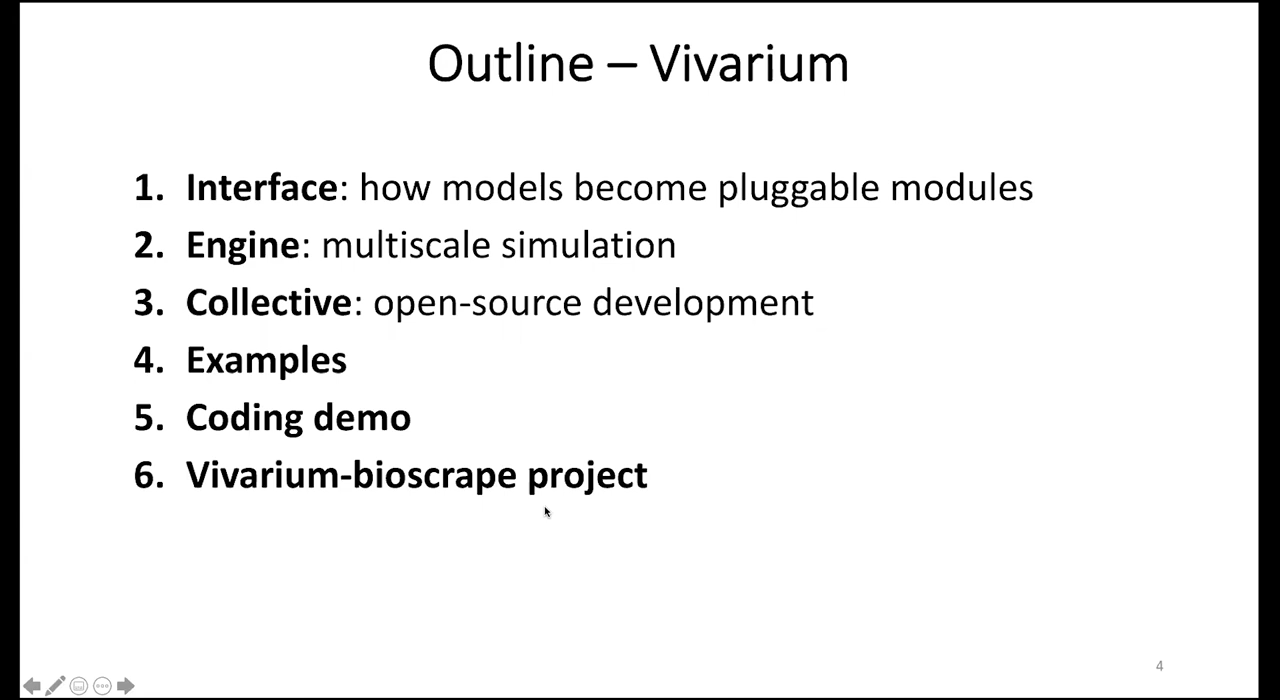 Outline – Vivarium
1. Interface: how models become pluggable modules
2. Engine: multiscale simulation
3. Collective: open-source development
4. Examples
5. Coding demo
6. Vivarium-bioscrape project
4